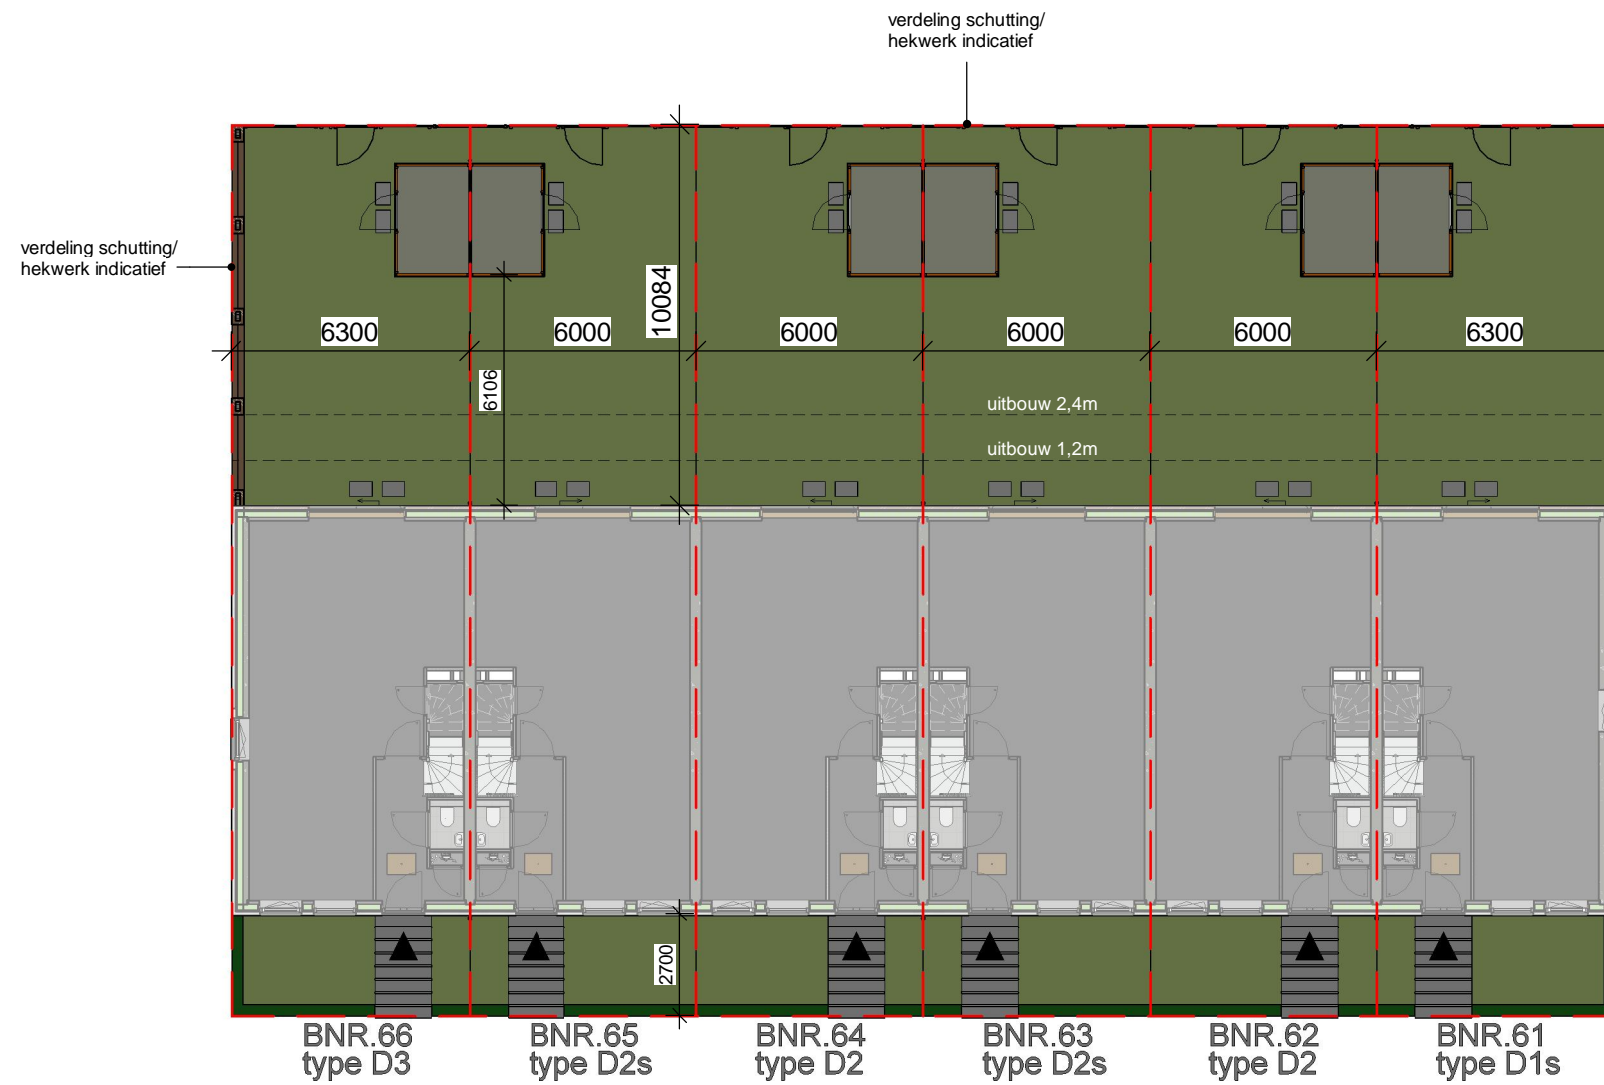 verdeling schutting/
hekwerk indicatief
verdeling schutting/
hekwerk indicatief
10084
6300
6000
6000
6000
6000
6300
6106
uitbouw 2,4m
uitbouw 1,2m
2700
BNR.66
type D3
BNR.65
type D2s
BNR.64
type D2
BNR.63
type D2s
BNR.62
type D2
BNR.61
type D1s